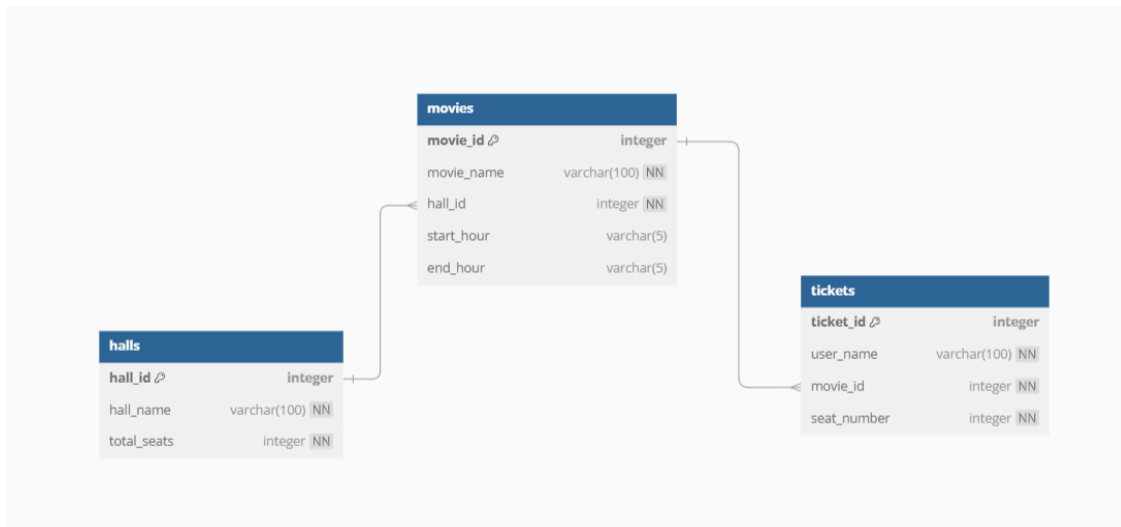 movies
movie_id integer
movie_name varchar(100) NN
hall_id integer NN
start_hour varchar(5)
end_hour varchar(5)
tickets
ticket_id integer
user_name varchar(100) NN
movie_id integer NN
seat_number integer NN
halls
hall_id integer
hall_name varchar(100) NN
total_seats integer NN